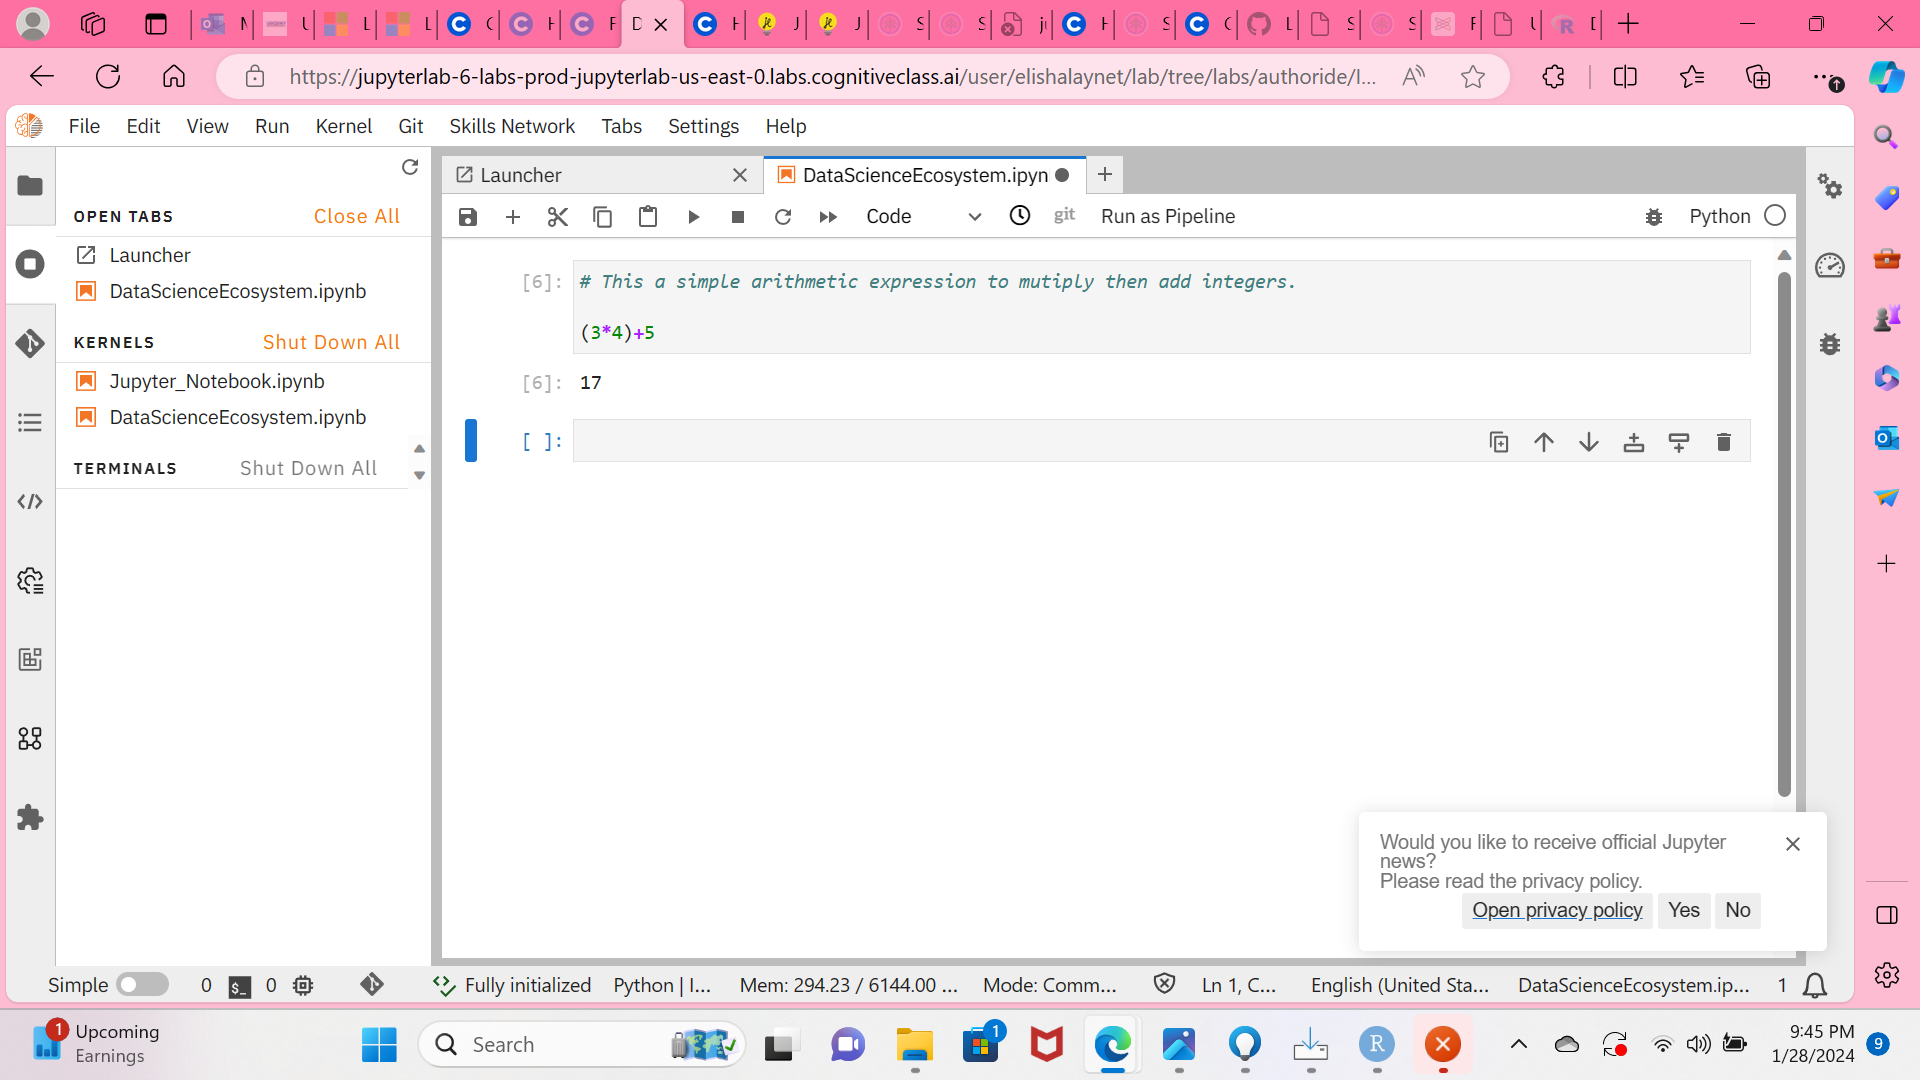 https://jupyterlab-6-labs-prod-jupyterlab-us-east-0.labs.cognitiveclass.ai/user/elishalaynet/lab/tree/labs/authoride/I...
File Edit View Run Kernel Git Skills Network Tabs Settings Help
OPEN TABS Close All
Launcher
DataScienceEcosystem.ipynb
KERNELS Shut Down All
Jupyter_Notebook.ipynb
DataScienceEcosystem.ipynb
TERMINALS Shut Down All
Launcher DataScienceEcosystem.ipyn
Code git Run as Pipeline Python
[6]: # This a simple arithmetic expression to mutiply then add integers.
(3*4)+5
[6]: 17
[ ]:
Would you like to receive official Jupyter
news?
Please read the privacy policy.
Open privacy policy Yes No
Simple 0 $_ 0 Fully initialized Python | I... Mem: 294.23 / 6144.00 ... Mode: Comm... Ln 1, C... English (United Sta... DataScienceEcosystem.ip... 1
1 Upcoming
Earnings
Search
1
R
9:45 PM
1/28/2024
9